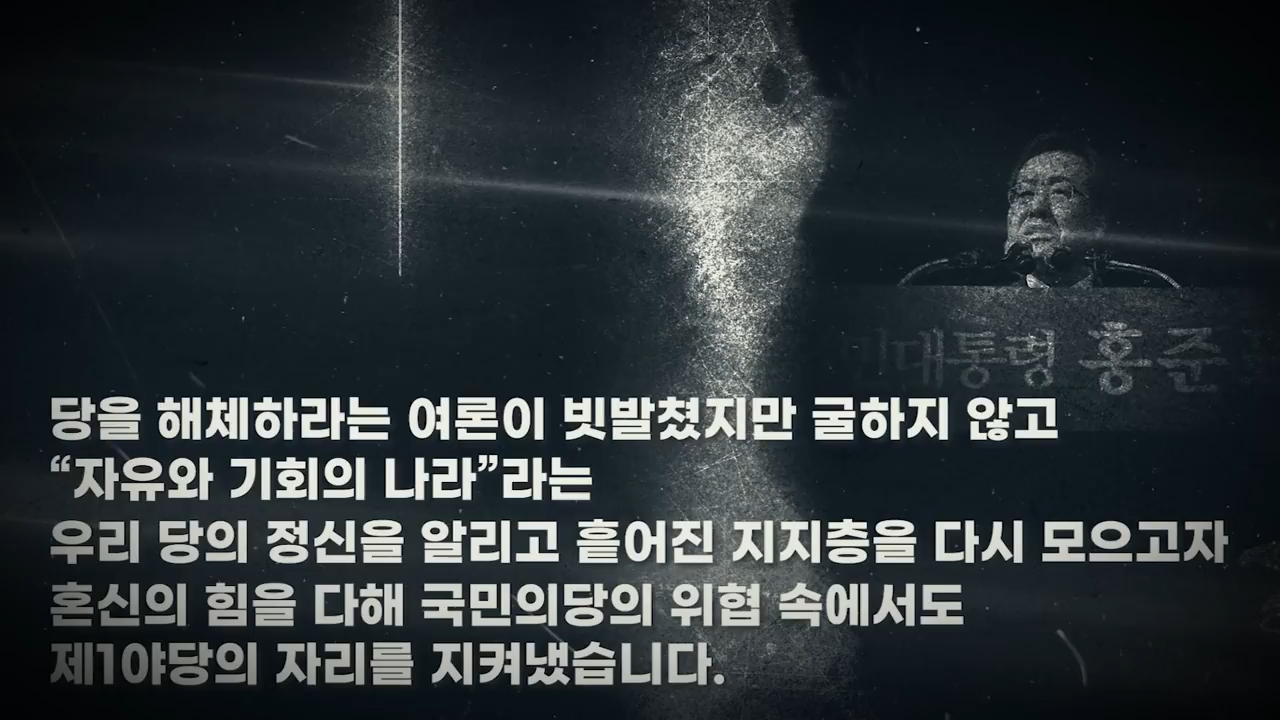 민대통령 홍준표
당을 해체하라는 여론이 빗발쳤지만 굴하지 않고
“자유와 기회의 나라”라는
우리 당의 정신을 알리고 흩어진 지지층을 다시 모으고자
혼신의 힘을 다해 국민의당의 위협 속에서도
제1야당의 자리를 지켜냈습니다.